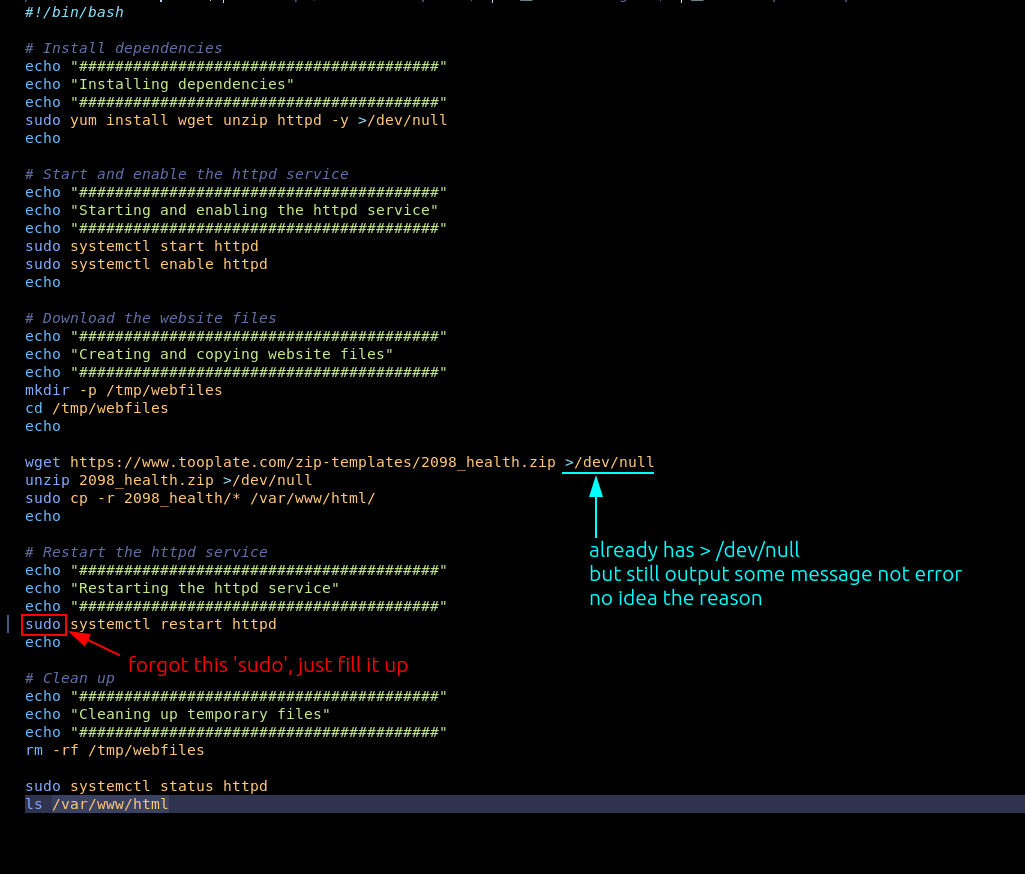 #!/bin/bash
# Install dependencies
echo "########################################"
echo "Installing dependencies"
echo "########################################"
sudo yum install wget unzip httpd -y >/dev/null
echo
# Start and enable the httpd service
echo "########################################"
echo "Starting and enabling the httpd service"
echo "########################################"
sudo systemctl start httpd
sudo systemctl enable httpd
echo
# Download the website files
echo "########################################"
echo "Creating and copying website files"
echo "########################################"
mkdir -p /tmp/webfiles
cd /tmp/webfiles
echo
wget https://www.tooplate.com/zip-templates/2098_health.zip >/dev/null
unzip 2098_health.zip >/dev/null
sudo cp -r 2098_health/* /var/www/html/
echo
already has > /dev/null
but still output some message not error
no idea the reason
# Restart the httpd service
echo "########################################"
echo "Restarting the httpd service"
echo "########################################"
sudo systemctl restart httpd
echo
forgot this 'sudo', just fill it up
# Clean up
echo "########################################"
echo "Cleaning up temporary files"
echo "########################################"
rm -rf /tmp/webfiles
sudo systemctl status httpd
ls /var/www/html